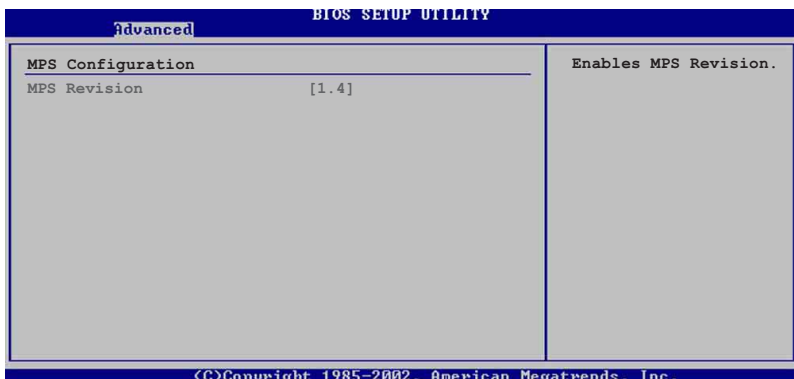 BIOS SETUP UTILITY
Advanced
MPS Configuration
MPS Revision [1.4]
Enables MPS Revision.
(C)Copyright 1985-2002, American Megatrends, Inc.